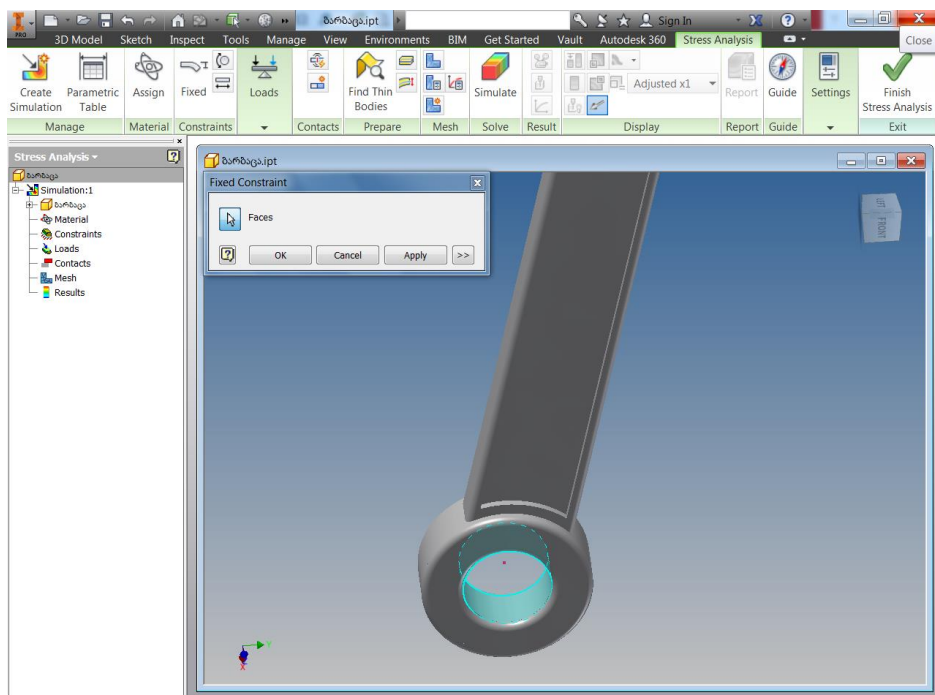 PRO
ბარბაცა.ipt
Sign In
3D Model Sketch Inspect Tools Manage View Environments BIM Get Started Vault Autodesk 360 Stress Analysis
Close
Create Simulation
Parametric Table
Assign
Fixed
Loads
Find Thin Bodies
Simulate
Adjusted x1
Report
Guide
Settings
Finish Stress Analysis
Manage Material Constraints Contacts Prepare Mesh Solve Result Display Report Guide Exit
Stress Analysis
ბარბაცა
Simulation:1
ბარბაცა
Material
Constraints
Loads
Contacts
Mesh
Results
ბარბაცა.ipt
Fixed Constraint
Faces
OK Cancel Apply >>
LEFT
FRONT
Y
X